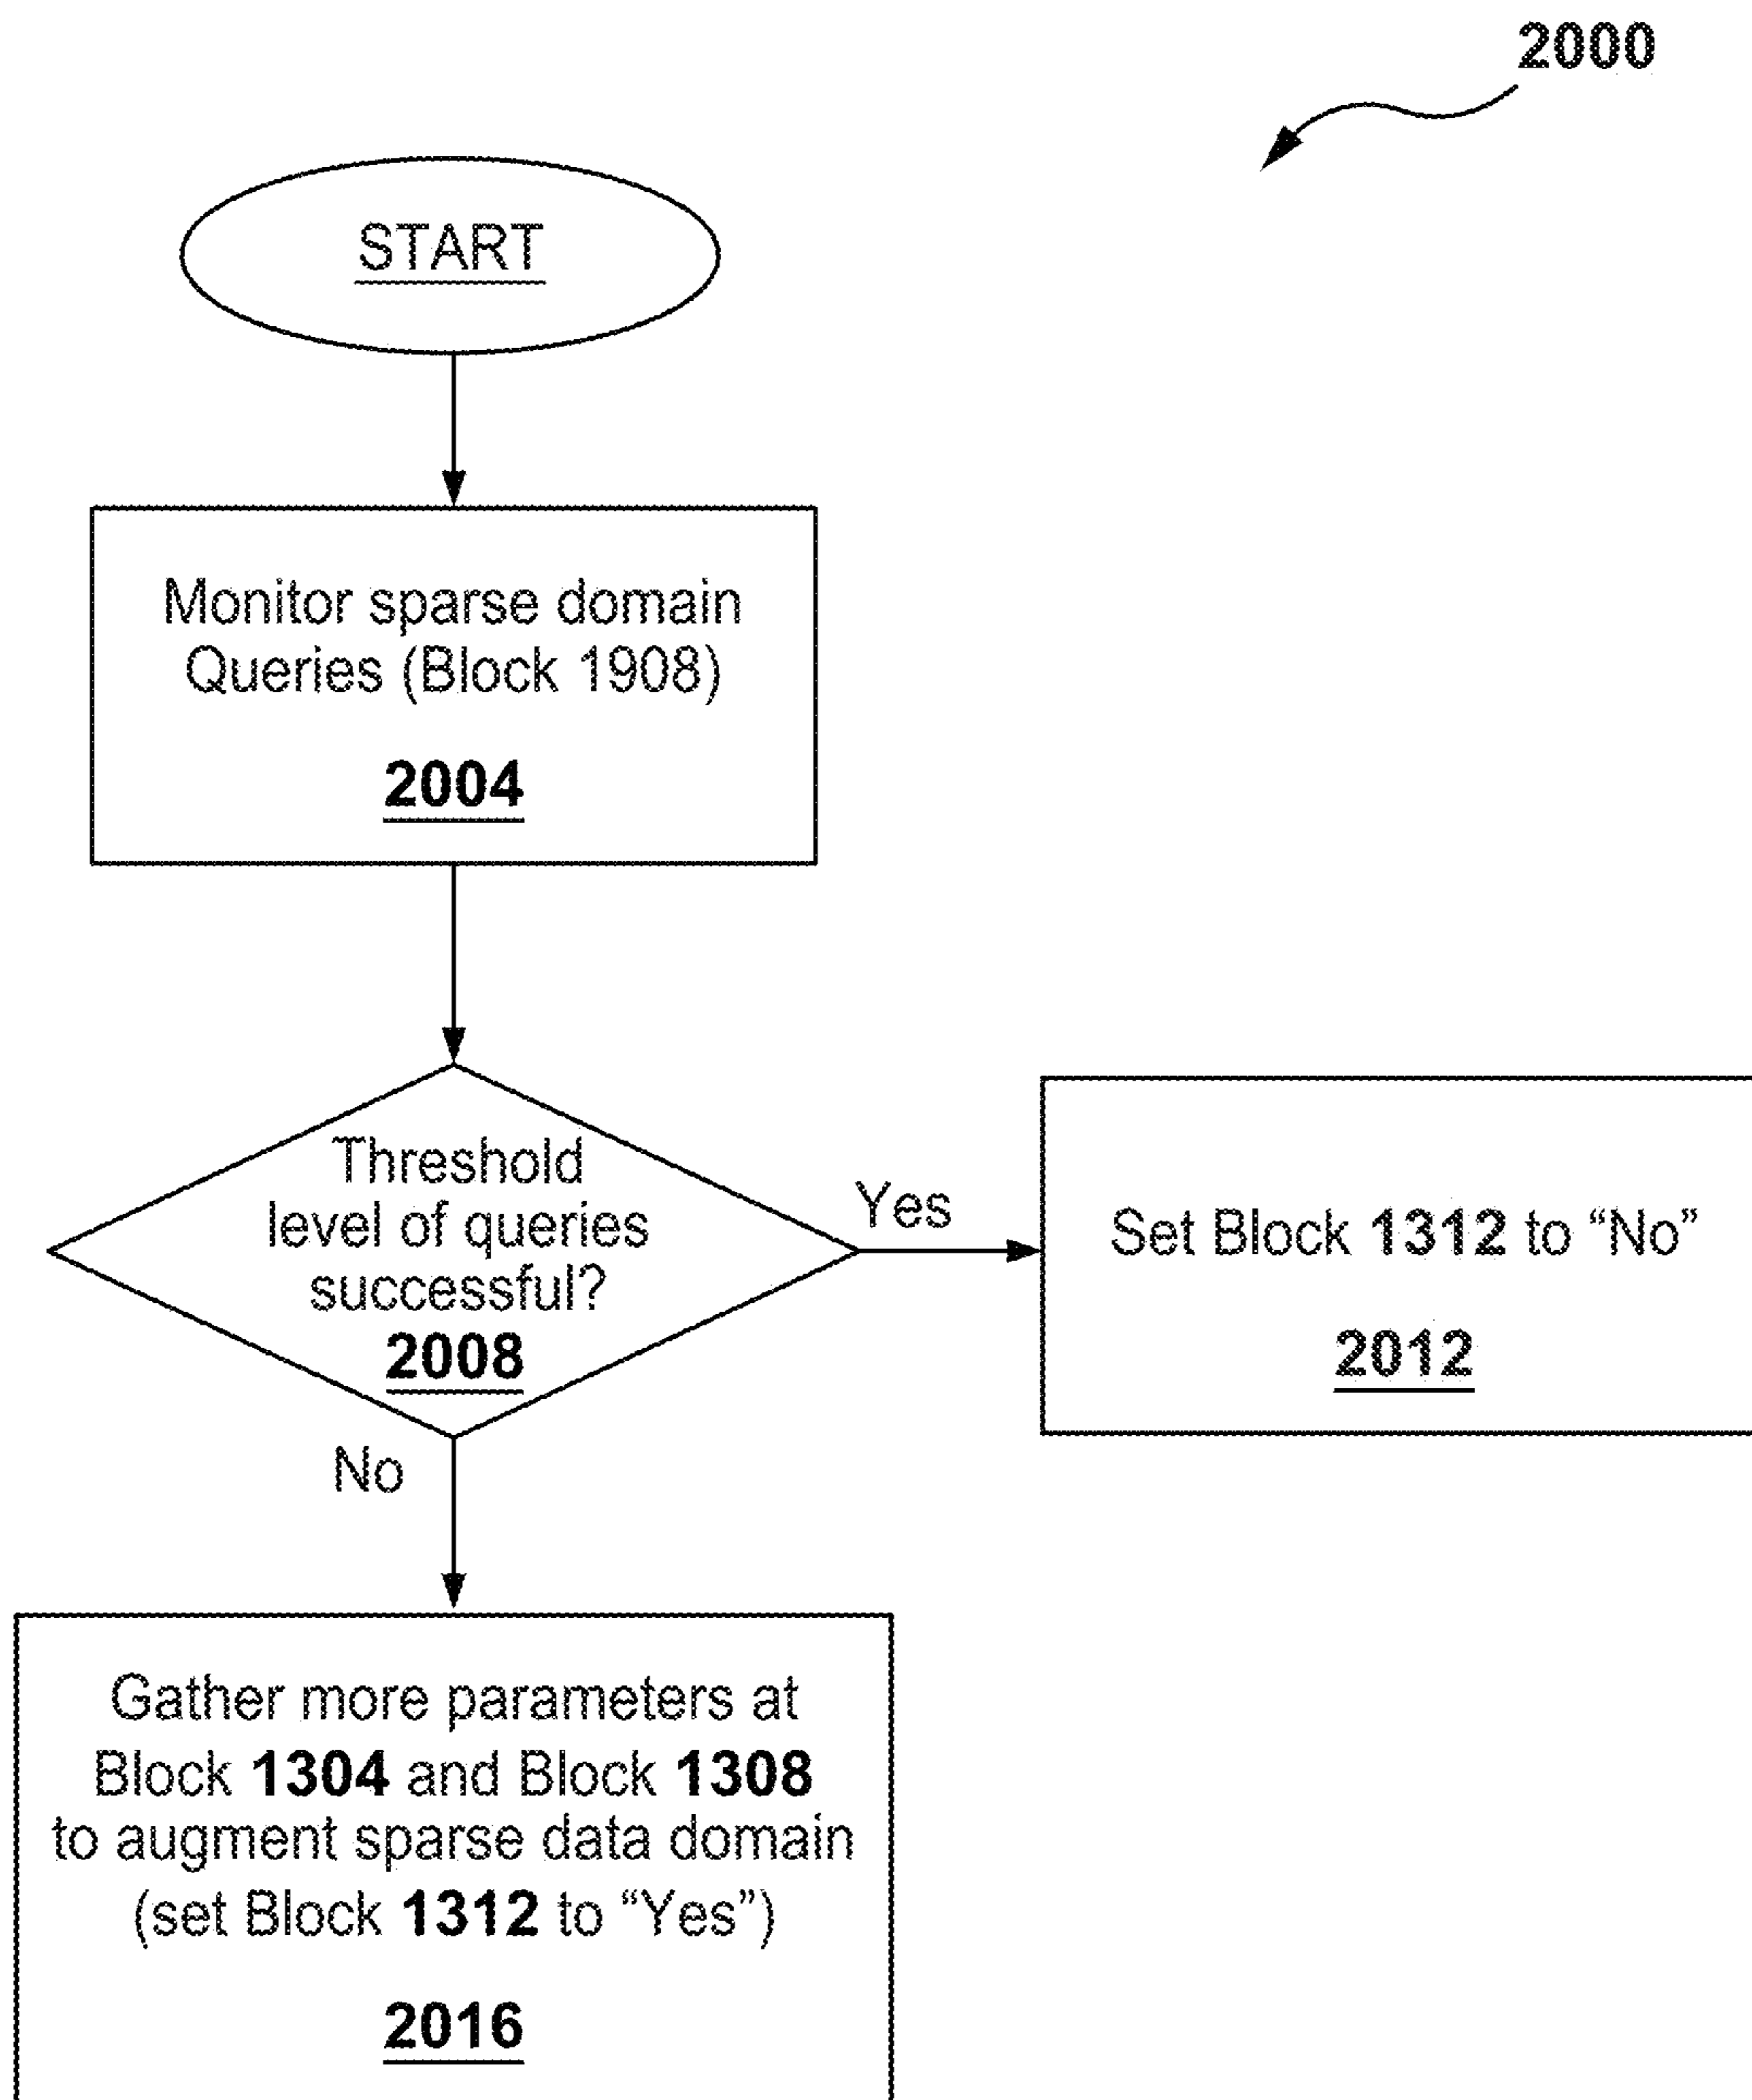 2000
START
Monitor sparse domain
Queries (Block 1908)
2004
Threshold
level of queries
successful?
2008
Yes
Set Block 1312 to “No”
2012
No
Gather more parameters at
Block 1304 and Block 1308
to augment sparse data domain
(set Block 1312 to “Yes”)
2016